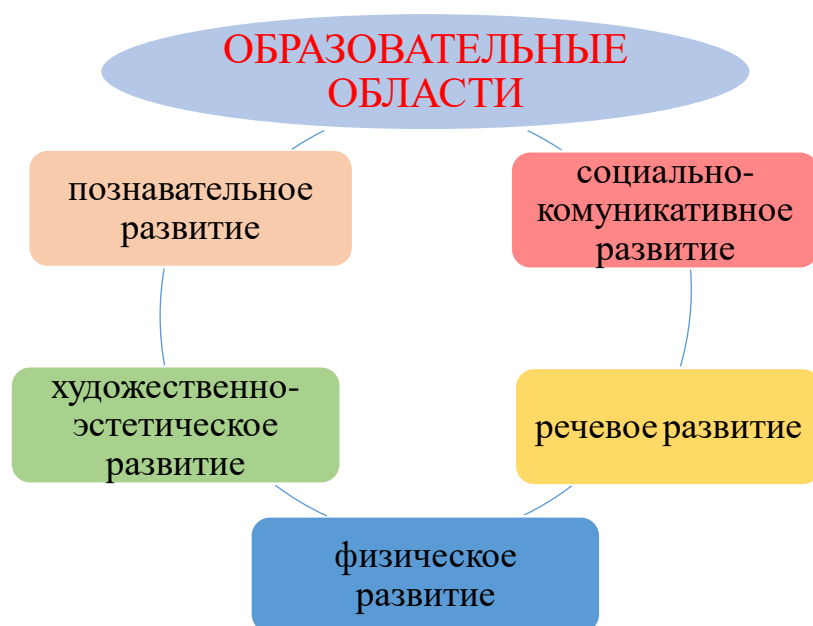 ОБРАЗОВАТЕЛЬНЫЕ
ОБЛАСТИ
познавательное
развитие
социально-
комуникативное
развитие
художественно-
эстетическое
развитие
речевое развитие
физическое
развитие